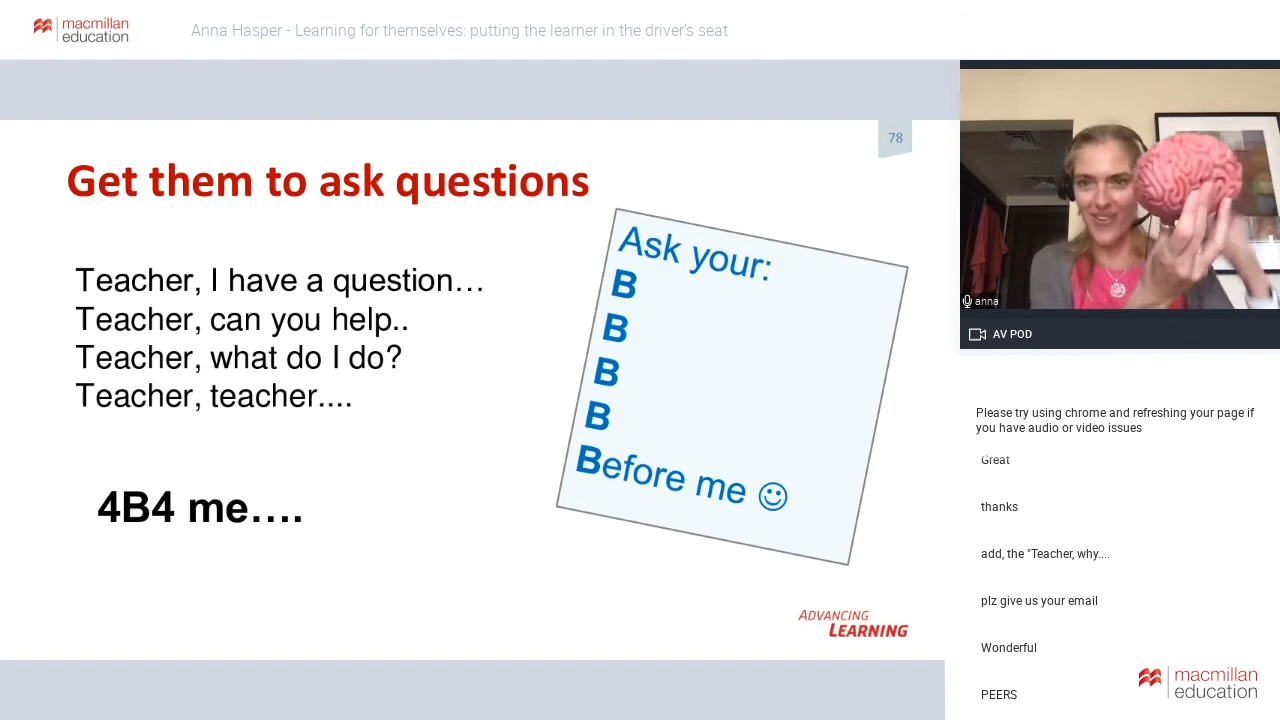 macmillan
education
Anna Hasper - Learning for themselves: putting the learner in the driver's seat
78
Get them to ask questions
Teacher, I have a question…
Teacher, can you help..
Teacher, what do I do?
Teacher, teacher....
4B4 me….
Ask your:
B
B
B
B
Before me ☺
ADVANCING
LEARNING
anna
AV POD
Please try using chrome and refreshing your page if
you have audio or video issues
Great
thanks
add, the "Teacher, why....
plz give us your email
Wonderful
PEERS
macmillan
education